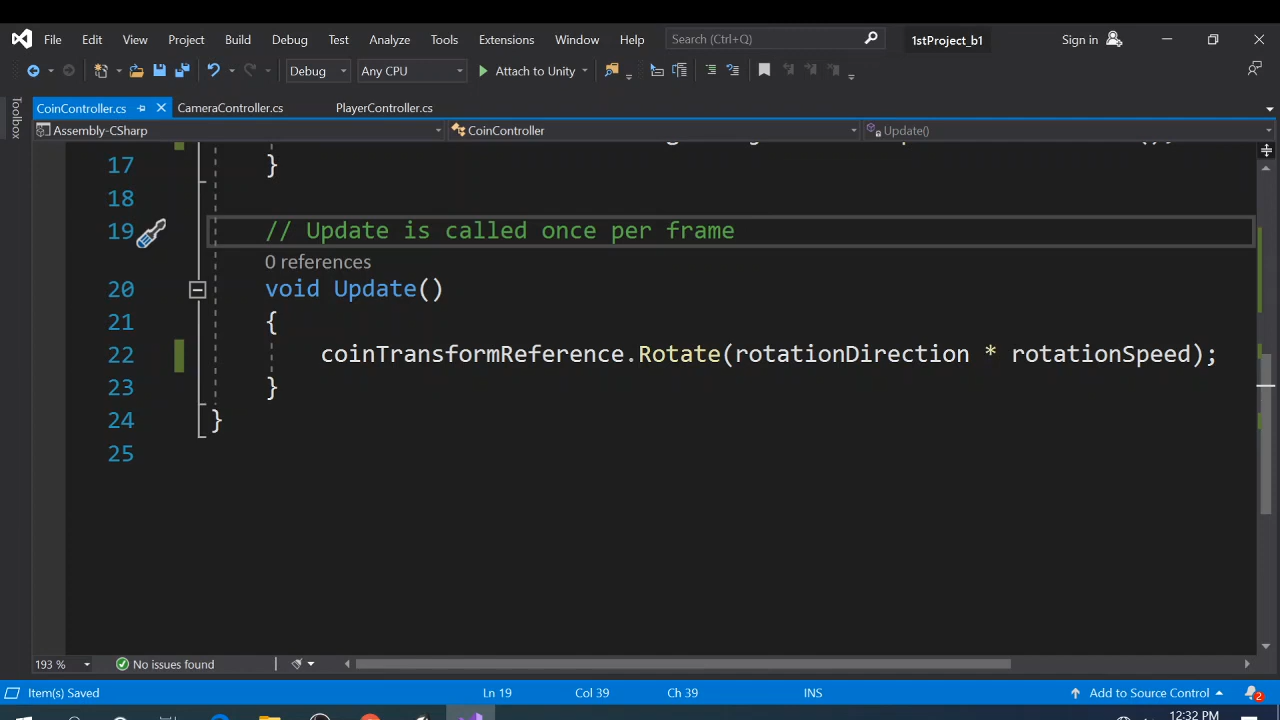 File Edit View Project Build Debug Test Analyze Tools Extensions Window Help Search (Ctrl+Q) 1stProject_b1 Sign in
Debug Any CPU Attach to Unity
Toolbox
CoinController.cs CameraController.cs PlayerController.cs
Assembly-CSharp CoinController Update()
17 }
18
19 // Update is called once per frame
0 references
20 void Update()
21 {
22 coinTransformReference.Rotate(rotationDirection * rotationSpeed);
23 }
24 }
25
193 % No issues found
Item(s) Saved Ln 19 Col 39 Ch 39 INS Add to Source Control 2
12:32 PM